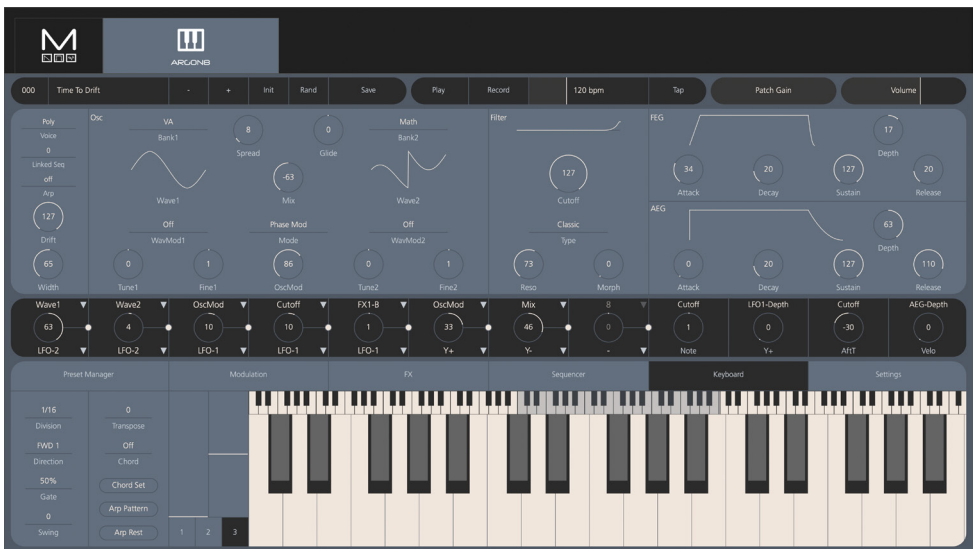 M
ARGON8
000 Time To Drift - + Init Rand Save Play Record 120 bpm Tap Patch Gain Volume
Poly
Voice
0
Linked Seq
off
Arp
127
Drift
65
Width
Osc
VA
Bank1
8
Spread
0
Glide
Math
Bank2
Wave1
-63
Mix
Wave2
Off
WavMod1
Phase Mod
Mode
Off
WavMod2
0
Tune1
1
Fine1
86
OscMod
0
Tune2
1
Fine2
Filter
127
Cutoff
Classic
Type
73
Reso
0
Morph
FEG
17
Depth
34
Attack
20
Decay
127
Sustain
20
Release
AEG
63
Depth
0
Attack
20
Decay
127
Sustain
110
Release
Wave1 Wave2 OscMod Cutoff FX1-B OscMod Mix 8 Cutoff LFO1-Depth Cutoff AEG-Depth
63 4 10 10 1 33 46 0 1 0 -30 0
LFO-2 LFO-2 LFO-1 LFO-1 LFO-1 Y+ Y- - Note Y+ AftT Velo
Preset Manager Modulation FX Sequencer Keyboard Settings
1/16
Division
FWD 1
Direction
50%
Gate
0
Swing
0
Transpose
Off
Chord
Chord Set
Arp Pattern
Arp Rest
1 2 3